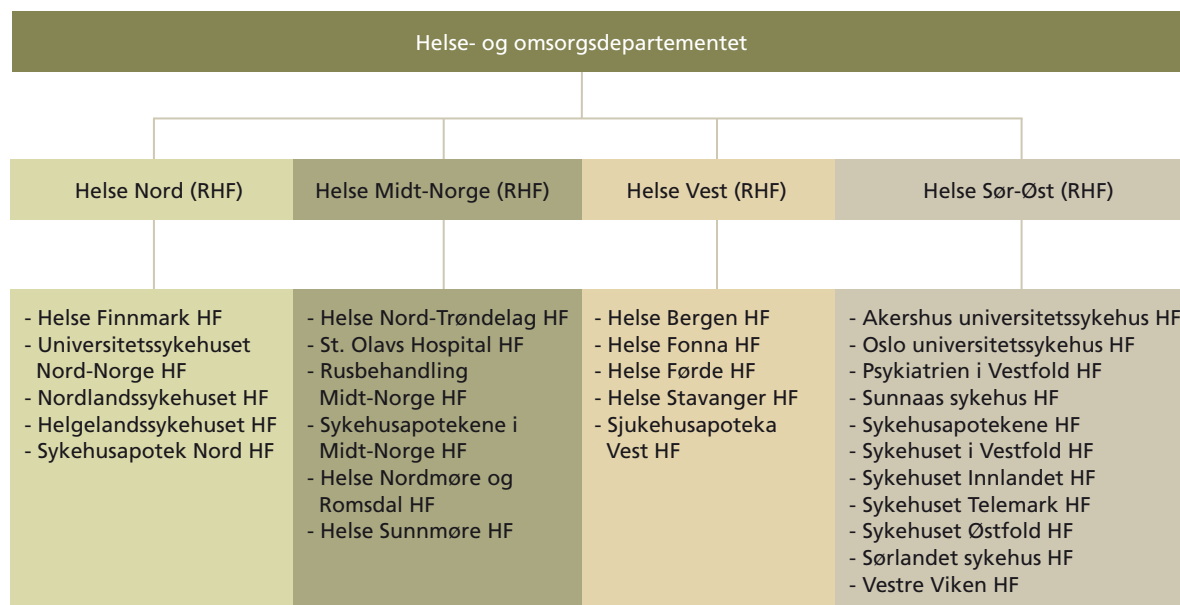 Helse- og omsorgsdepartementet
Helse Nord (RHF)
Helse Midt-Norge (RHF)
Helse Vest (RHF)
Helse Sør-Øst (RHF)
- Helse Finnmark HF
- Universitetssykehuset
Nord-Norge HF
- Nordlandssykehuset HF
- Helgelandssykehuset HF
- Sykehusapotek Nord HF
- Helse Nord-Trøndelag HF
- St. Olavs Hospital HF
- Rusbehandling
Midt-Norge HF
- Sykehusapotekene i
Midt-Norge HF
- Helse Nordmøre og
Romsdal HF
- Helse Sunnmøre HF
- Helse Bergen HF
- Helse Fonna HF
- Helse Førde HF
- Helse Stavanger HF
- Sjukehusapoteka
Vest HF
- Akershus universitetssykehus HF
- Oslo universitetssykehus HF
- Psykiatrien i Vestfold HF
- Sunnaas sykehus HF
- Sykehusapotekene HF
- Sykehuset i Vestfold HF
- Sykehuset Innlandet HF
- Sykehuset Telemark HF
- Sykehuset Østfold HF
- Sørlandet sykehus HF
- Vestre Viken HF